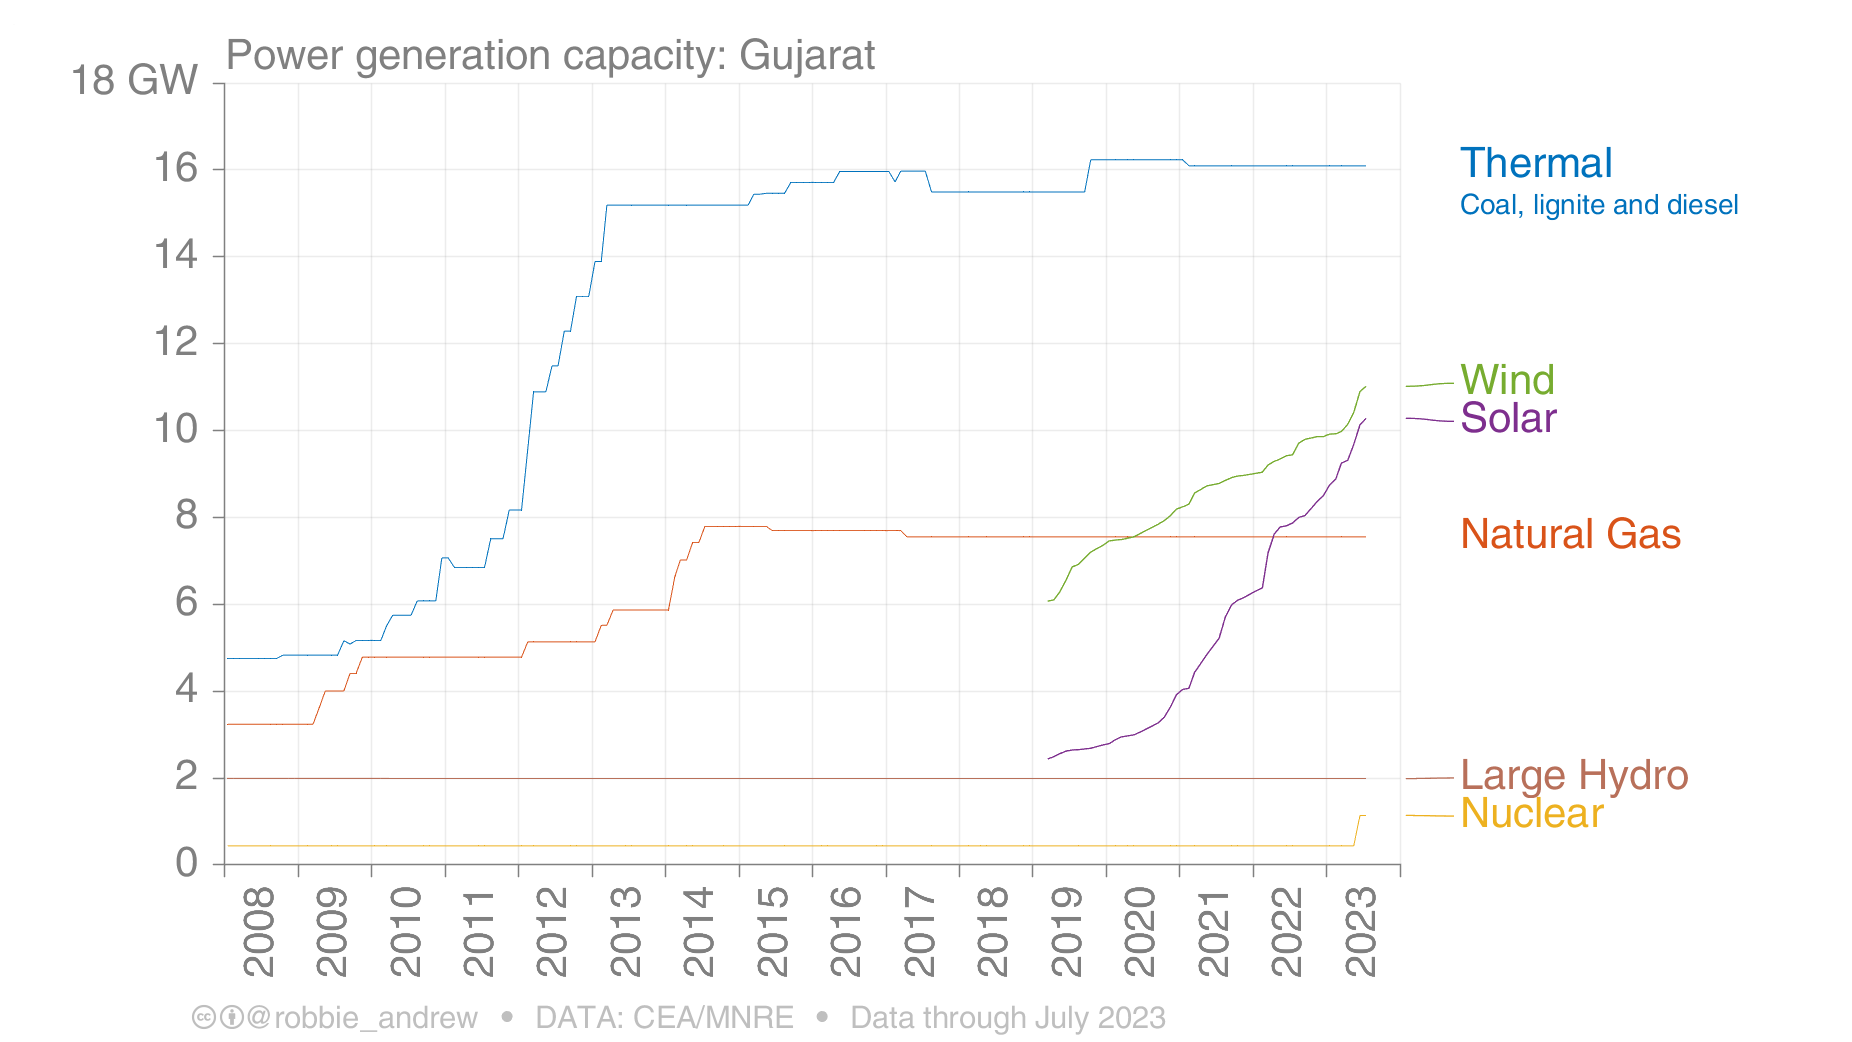 Power generation capacity: Gujarat
18 GW
16
14
12
10
8
6
4
2
0
Thermal
Coal, lignite and diesel
Wind
Solar
Natural Gas
Large Hydro
Nuclear
2008
2009
2010
2011
2012
2013
2014
2015
2016
2017
2018
2019
2020
2021
2022
2023
cc @robbie_andrew • DATA: CEA/MNRE • Data through July 2023